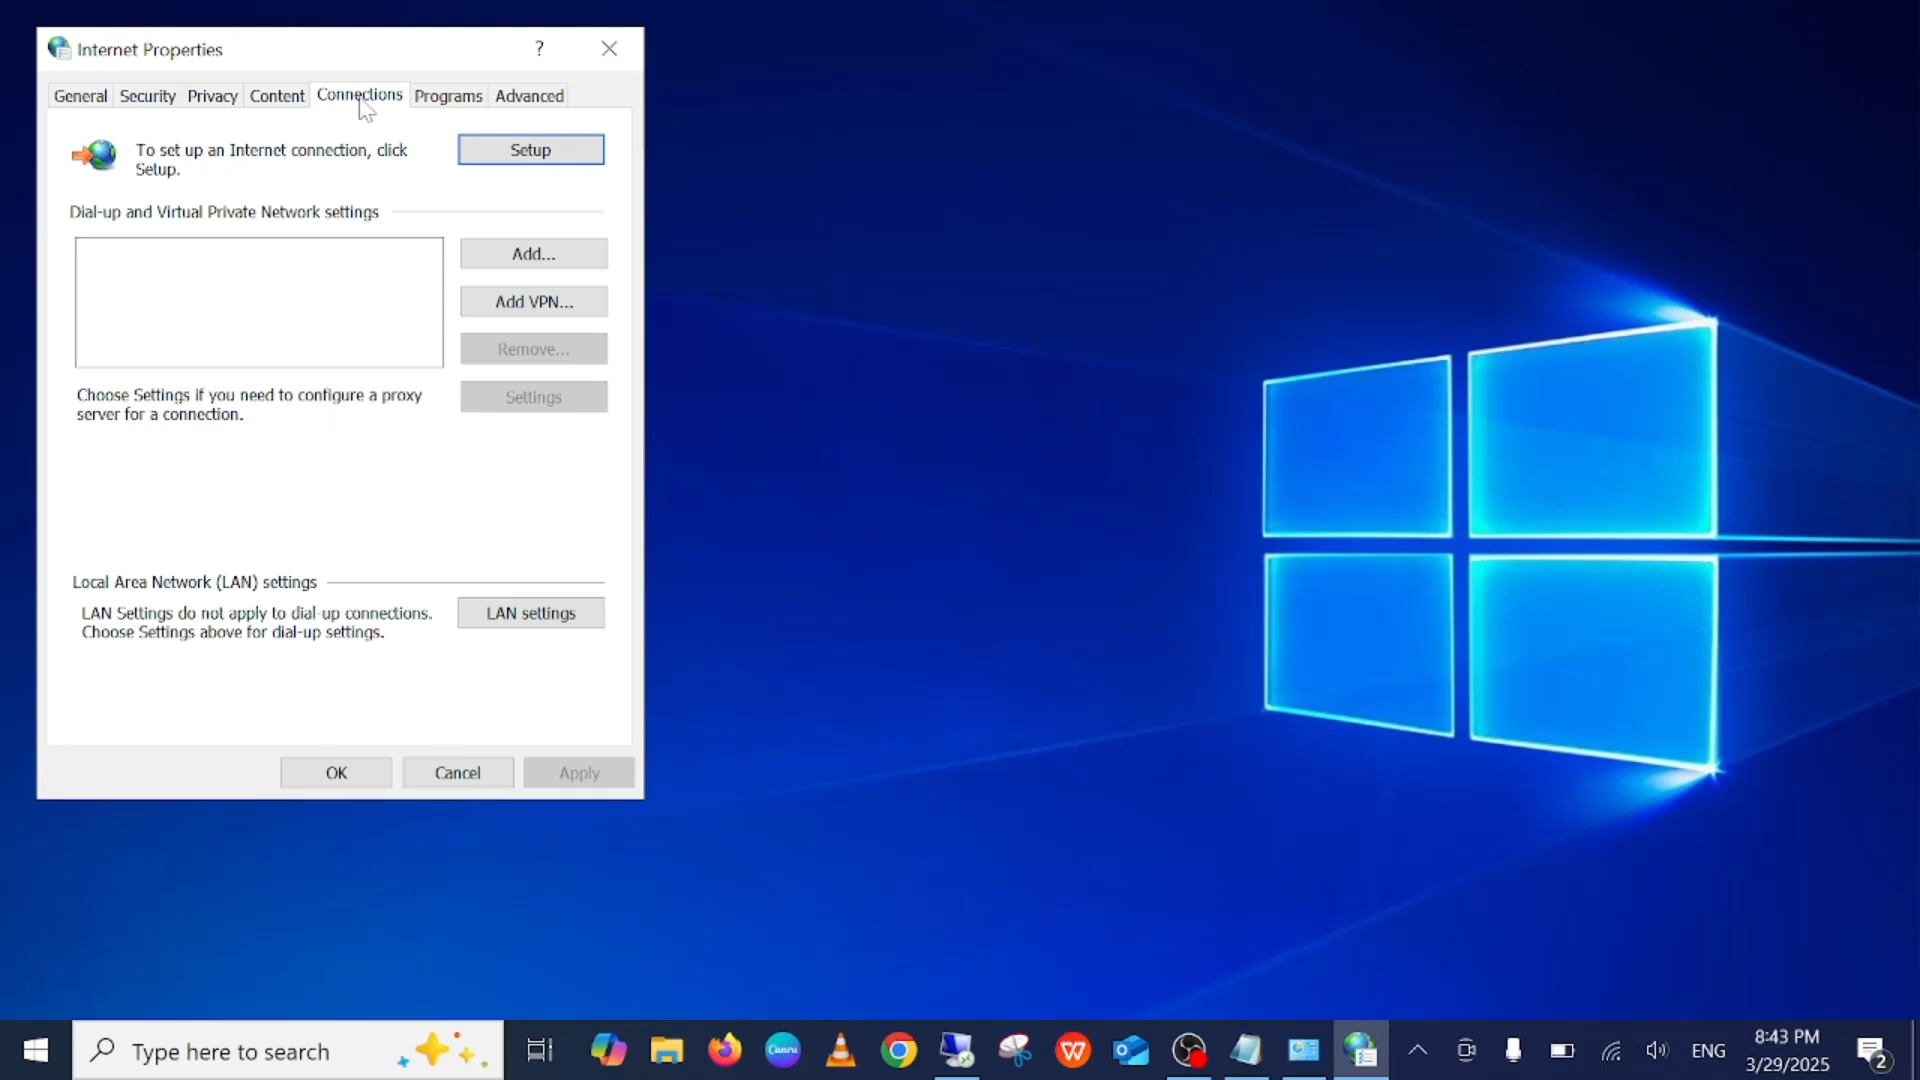 Internet Properties
?
General Security Privacy Content Connections Programs Advanced
To set up an Internet connection, click
Setup.
Setup
Dial-up and Virtual Private Network settings
Add...
Add VPN...
Remove...
Choose Settings if you need to configure a proxy
server for a connection.
Settings
Local Area Network (LAN) settings
LAN Settings do not apply to dial-up connections.
Choose Settings above for dial-up settings.
LAN settings
OK Cancel Apply
Type here to search
Canva
W
ENG
8:43 PM
3/29/2025
2